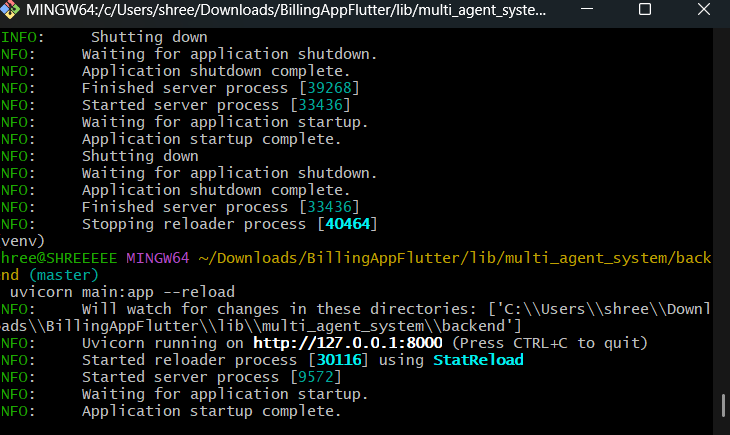 MINGW64:/c/Users/shree/Downloads/BillingAppFlutter/lib/multi_agent_syste...
INFO:     Shutting down
NFO:     Waiting for application shutdown.
NFO:     Application shutdown complete.
NFO:     Finished server process [39268]
NFO:     Started server process [33436]
NFO:     Waiting for application startup.
NFO:     Application startup complete.
NFO:     Shutting down
NFO:     Waiting for application shutdown.
NFO:     Application shutdown complete.
NFO:     Finished server process [33436]
NFO:     Stopping reloader process [40464]
venv)
hree@SHREEEEE MINGW64 ~/Downloads/BillingAppFlutter/lib/multi_agent_system/back
nd (master)
uvicorn main:app --reload
NFO:     Will watch for changes in these directories: ['C:\\Users\\shree\\Downl
ads\\BillingAppFlutter\\lib\\multi_agent_system\\backend']
NFO:     Uvicorn running on http://127.0.0.1:8000 (Press CTRL+C to quit)
NFO:     Started reloader process [30116] using StatReload
NFO:     Started server process [9572]
NFO:     Waiting for application startup.
NFO:     Application startup complete.